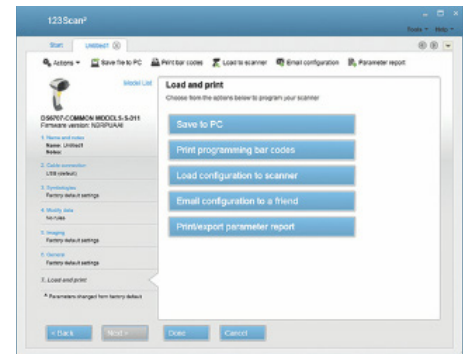 123Scan²
Tools Help
Start Untitled1
Actions Save file to PC Print bar codes Load to scanner Email configuration Parameter report
Model List
Load and print
Choose from the options below to program your scanner
Save to PC
Print programming bar codes
Load configuration to scanner
Email configuration to a friend
Print/export parameter report
Firmware version:
1. Name and notes
Name: Untitled1
Notes:
2. Cable connection
USB (default)
3. Symbologies
Factory default settings
4. Modify data
No rules
5. Imaging
Factory default settings
6. General
Factory default settings
7. Load and print
* Parameters changed from factory default
< Back Next > Done Cancel